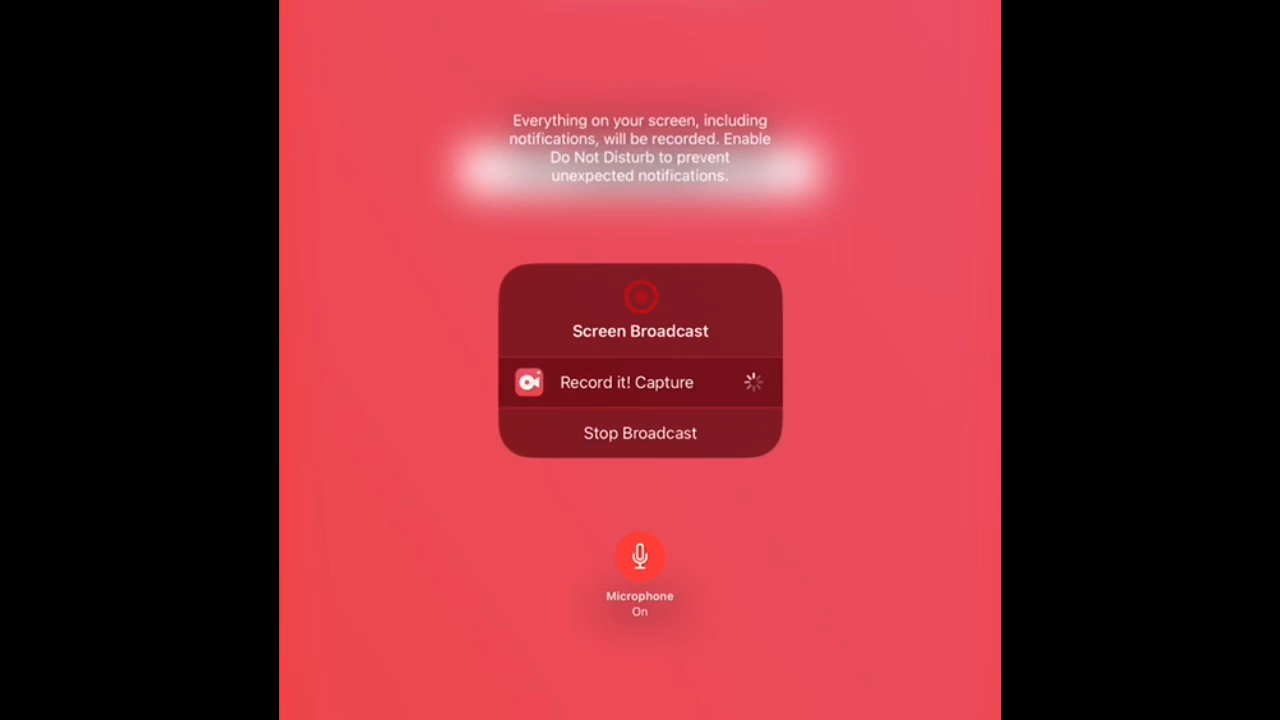 Everything on your screen, including
notifications, will be recorded. Enable
Do Not Disturb to prevent
unexpected notifications.
Screen Broadcast
Record it! Capture
Stop Broadcast
Microphone
On